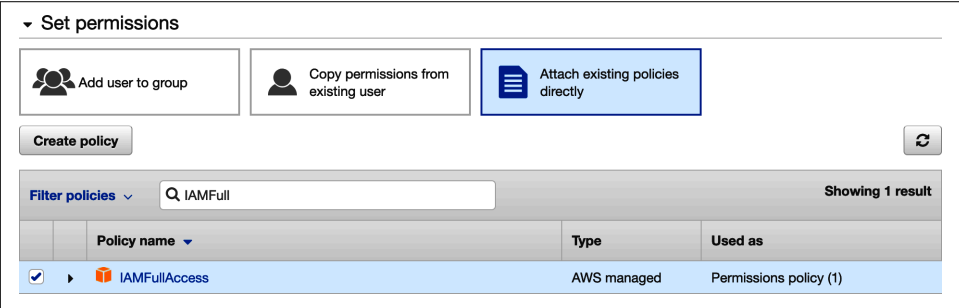 Set permissions
Add user to group
Copy permissions from
existing user
Attach existing policies
directly
Create policy
Filter policies
IAMFull
Showing 1 result
Policy name
Type
Used as
IAMFullAccess
AWS managed
Permissions policy (1)